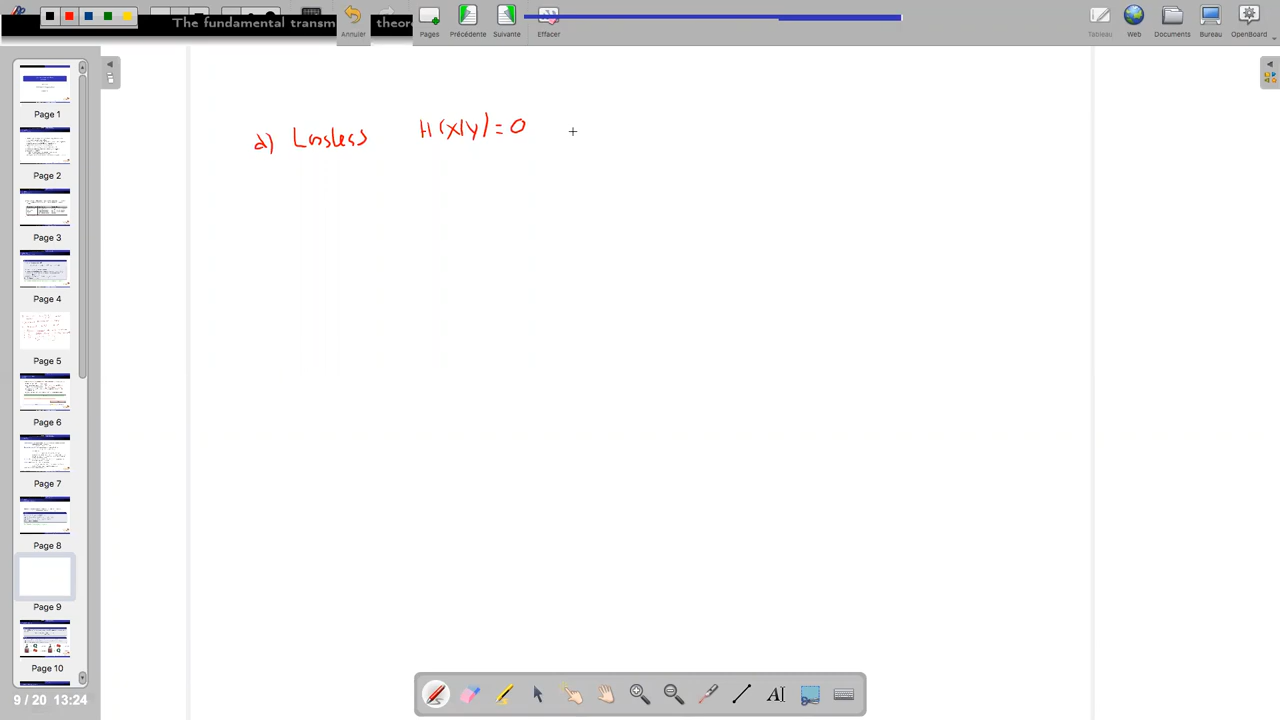 The fundamental transm theore
Annuler
Pages
Précédente
Suivante
Effacer
Tableau
Web
Documents
Bureau
OpenBoard
a) Lossless H(X|Y) = 0
Page 1
Page 2
Page 3
Page 4
Page 5
Page 6
Page 7
Page 8
Page 9
Page 10
9 / 20 13:24